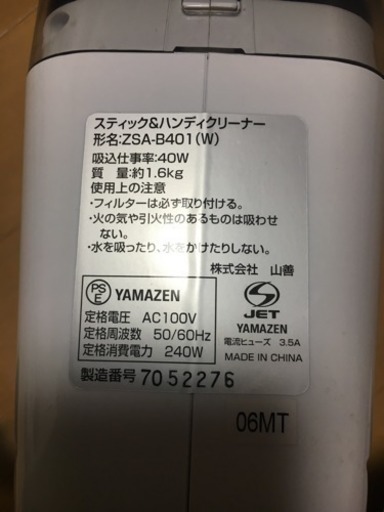 スティック&ハンディクリーナー
形名:ZSA-B401(W)
吸込仕事率:40W
質　量:約1.6kg
使用上の注意
・フィルターは必ず取り付ける。
・火の気や引火性のあるものは吸わせ
ない。
・水を吸ったり、水をかけたりしない。
株式会社　山善
PSE YAMAZEN
定格電圧　AC100V
定格周波数　50/60Hz
定格消費電力　240W
JET
YAMAZEN
電流ヒューズ　3.5A
MADE IN CHINA
製造番号 7052276
06MT